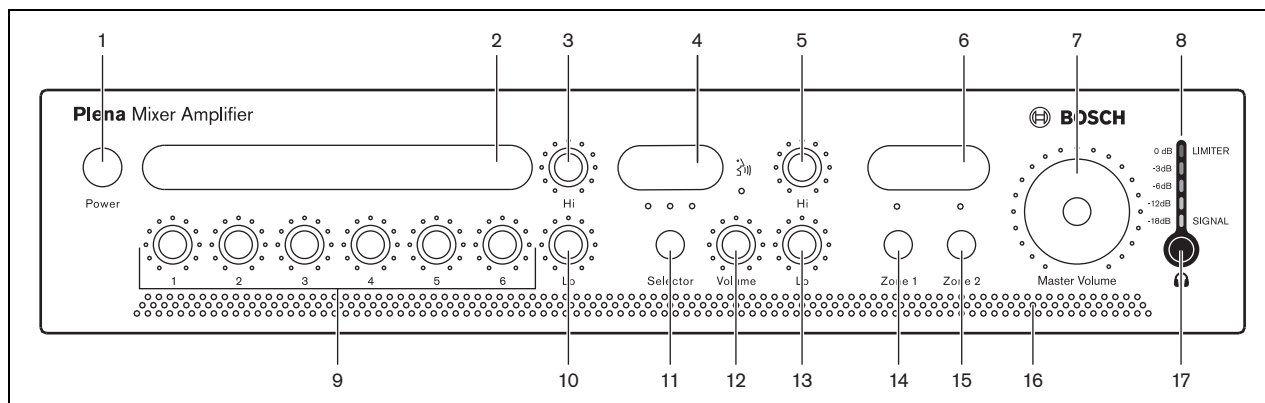 1 2 3 4 5 6 7 8
Plena Mixer Amplifier
BOSCH
0 dB LIMITER
-3dB
-6dB
-12dB
-18dB SIGNAL
Power
Hi
Hi
1 2 3 4 5 6
Lo
Selector
Volume
Lo
Zone 1
Zone 2
Master Volume
9 10 11 12 13 14 15 16 17